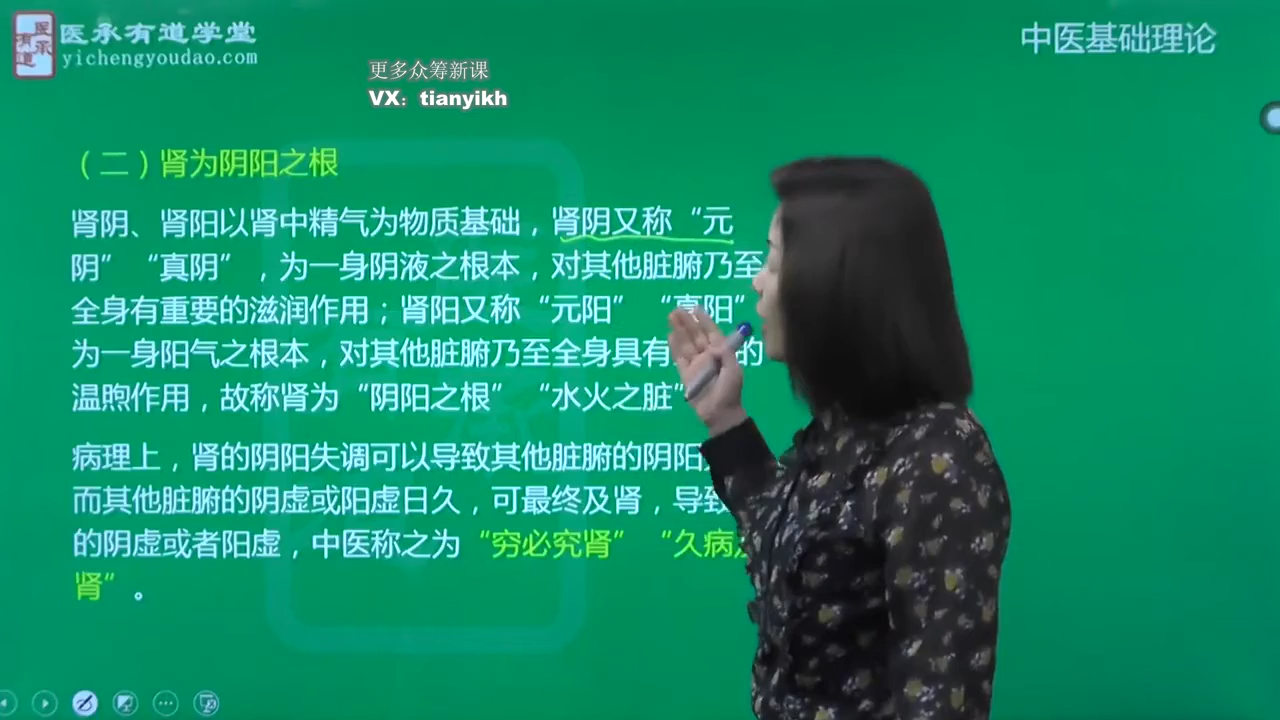 医承有道
医承有道学堂
yichengyoudao.com
中医基础理论
更多众筹新课
VX：tianyikh
（二）肾为阴阳之根
肾阴、肾阳以肾中精气为物质基础，肾阴又称“元
阴”“真阴”，为一身阴液之根本，对其他脏腑乃至
全身有重要的滋润作用；肾阳又称“元阳”“真阳”
为一身阳气之根本，对其他脏腑乃至全身具有 的
温煦作用，故称肾为“阴阳之根”“水火之脏”
病理上，肾的阴阳失调可以导致其他脏腑的阴阳
而其他脏腑的阴虚或阳虚日久，可最终及肾，导致
的阴虚或者阳虚，中医称之为“穷必究肾”“久病
肾”。